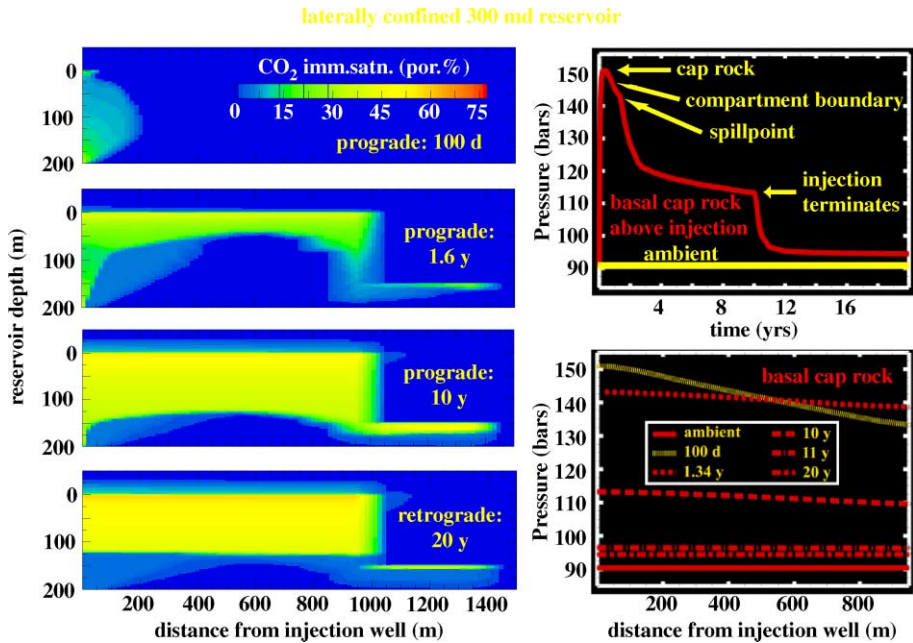 laterally confined 300 md reservoir
0
100
200
CO2 imm.satn. (por.%)
0 15 30 45 60 75
prograde: 100 d
0
100
200
prograde:
1.6 y
0
100
200
prograde:
10 y
0
100
200
retrograde:
20 y
200 400 600 800 1000 1200 1400
distance from injection well (m)
reservoir depth (m)
150
140
130
120
110
100
90
Pressure (bars)
cap rock
compartment boundary
spillpoint
injection
terminates
basal cap rock
above injection
ambient
4 8 12 16
time (yrs)
150
140
130
120
110
100
90
Pressure (bars)
basal cap rock
ambient
100 d
1.34 y
10 y
11 y
20 y
200 400 600 800
distance from injection well (m)